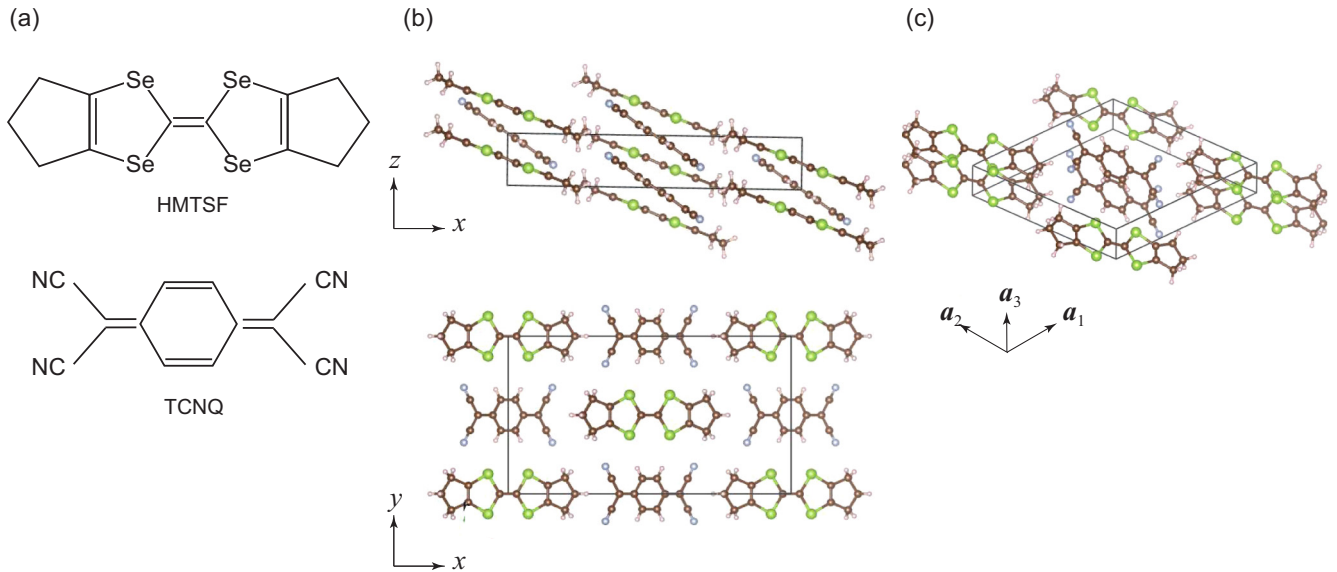 (a)
Se
Se
Se
Se
HMTSF
NC
CN
NC
CN
TCNQ
(b)
z
x
y
x
(c)
a3
a2
a1